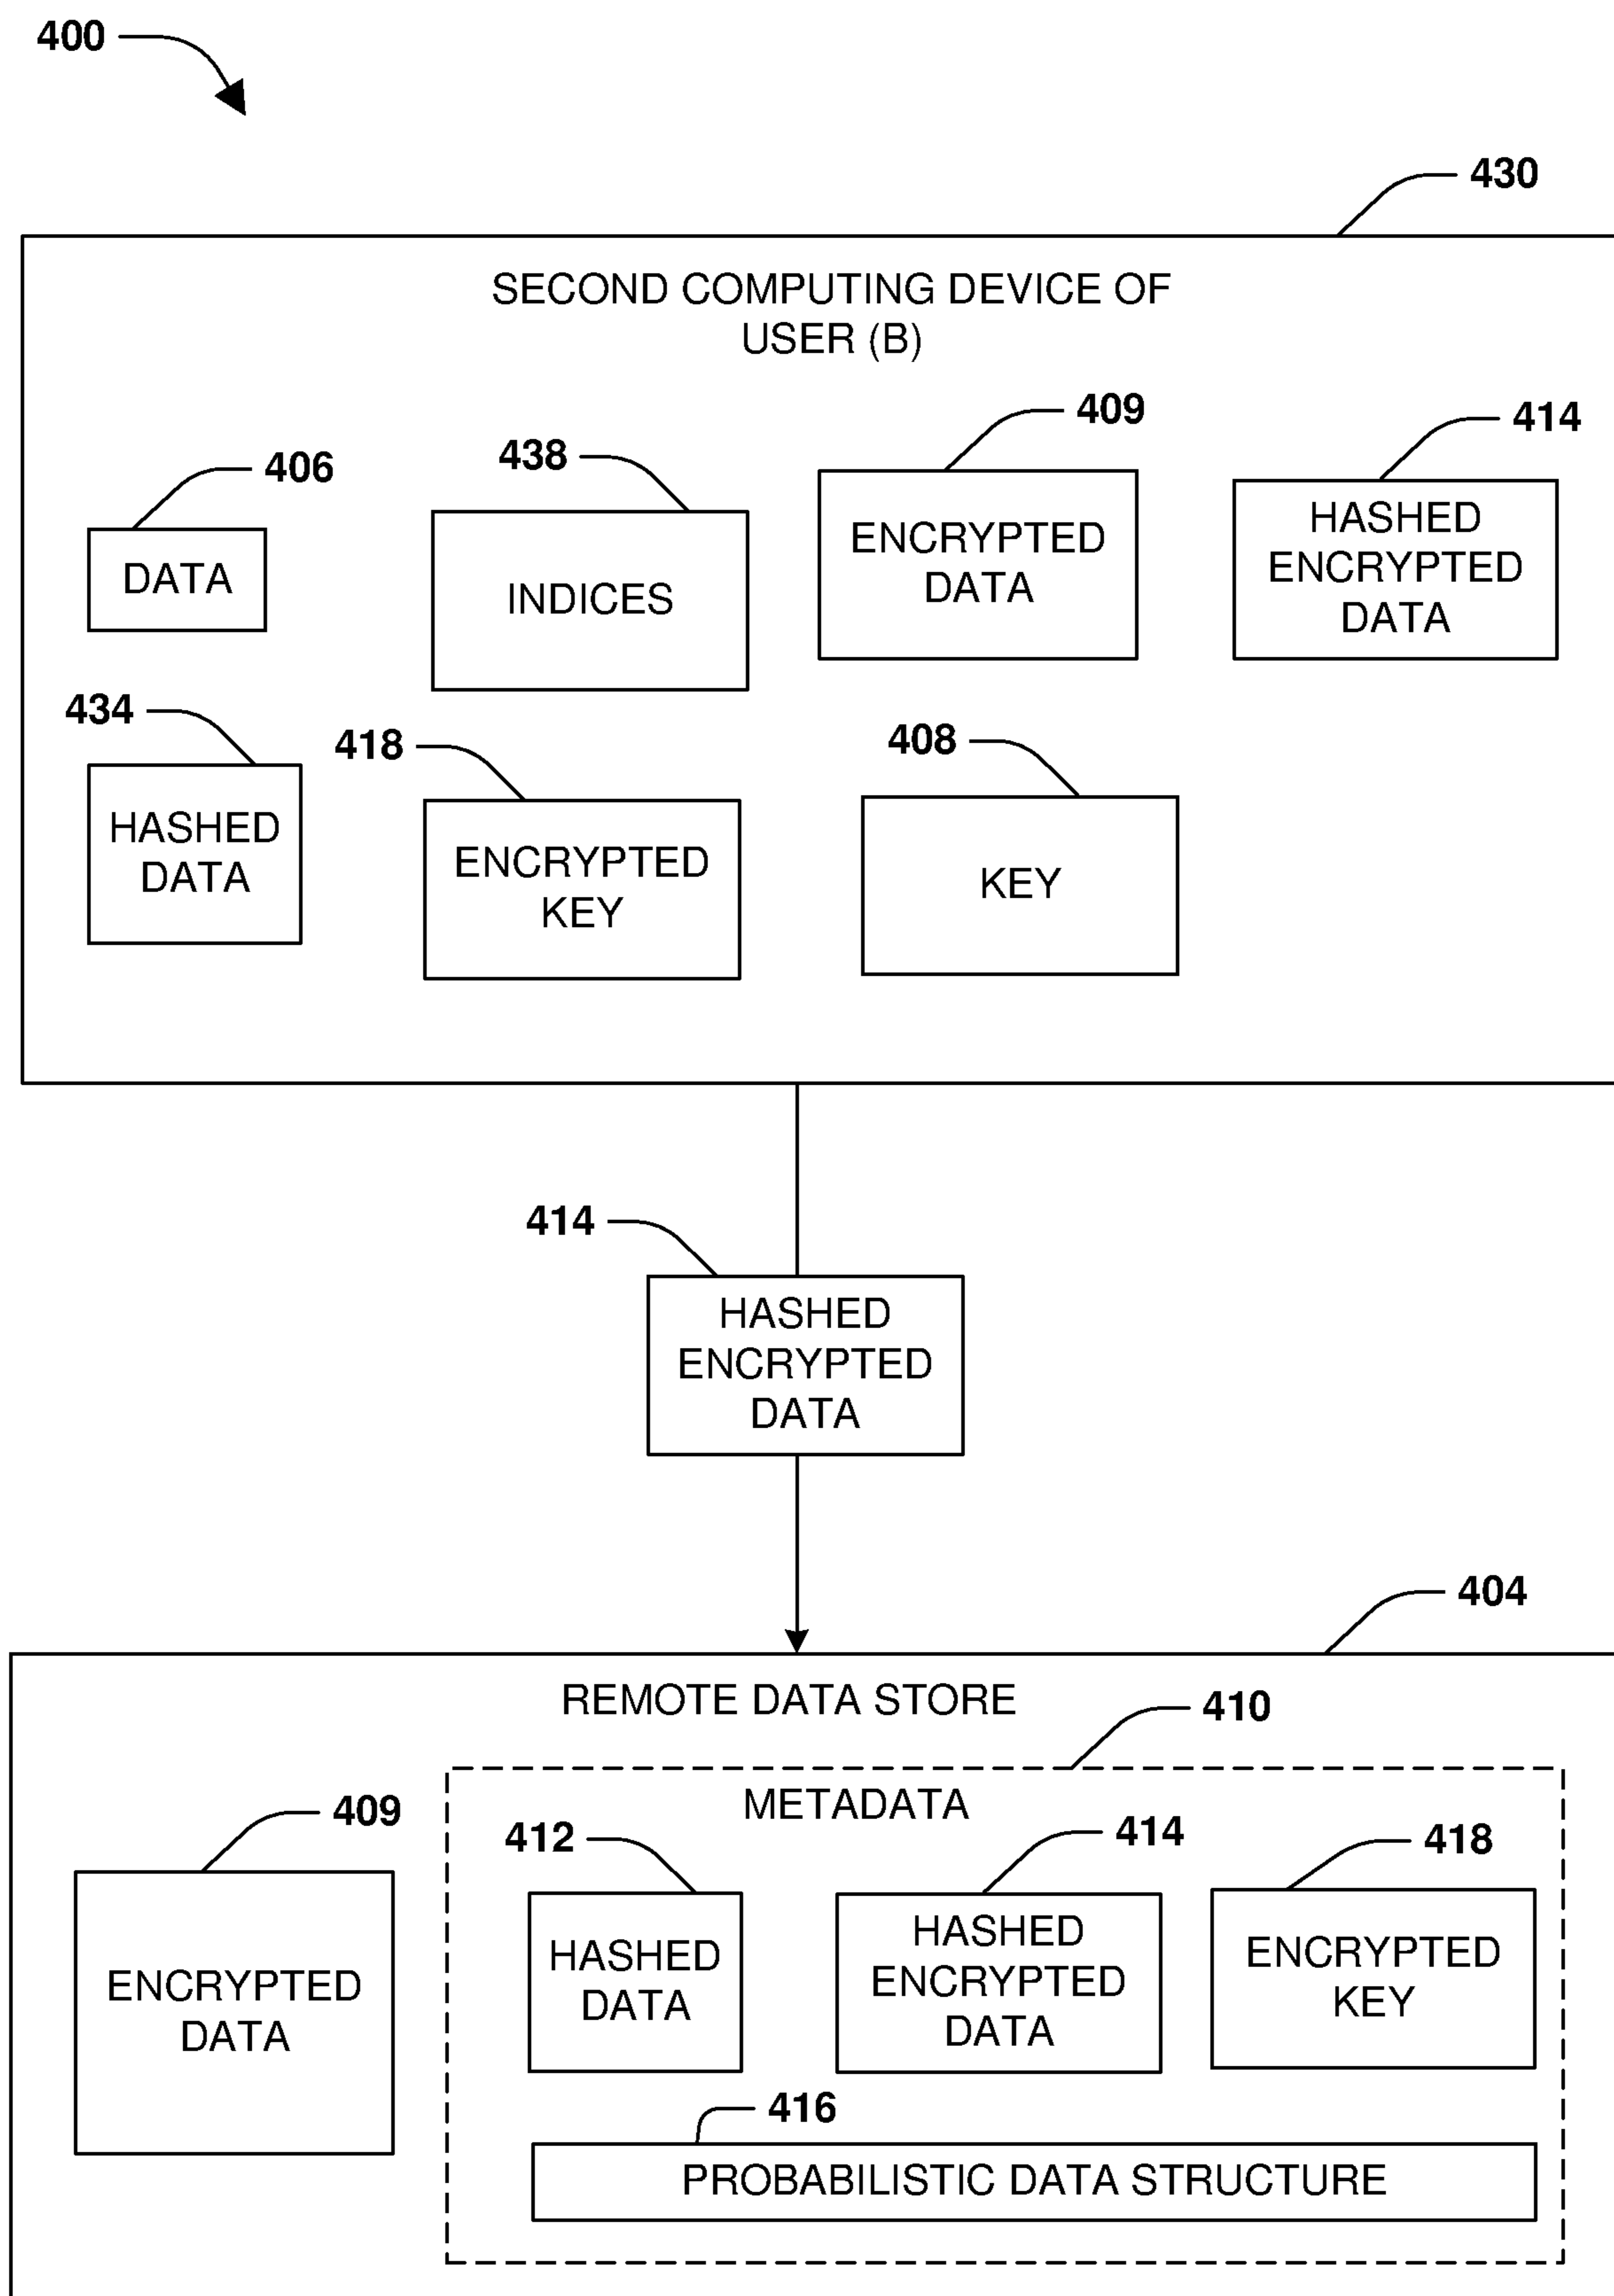 400
430
SECOND COMPUTING DEVICE OF
USER (B)
409
414
438
406
ENCRYPTED
DATA
HASHED
ENCRYPTED
DATA
DATA
INDICES
434
418
408
HASHED
DATA
ENCRYPTED
KEY
KEY
414
HASHED
ENCRYPTED
DATA
404
REMOTE DATA STORE
410
METADATA
409
412
414
418
ENCRYPTED
DATA
HASHED
DATA
HASHED
ENCRYPTED
DATA
ENCRYPTED
KEY
416
PROBABILISTIC DATA STRUCTURE